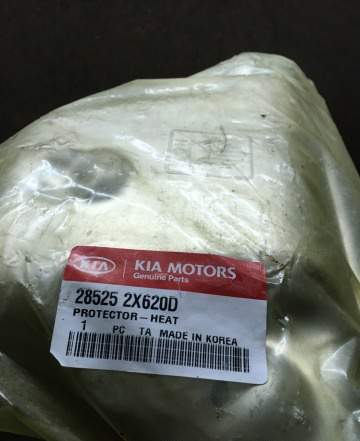 KIA
KIA MOTORS
Genuine Parts
28525 2X620D
PROTECTOR-HEAT
1 PC TA MADE IN KOREA